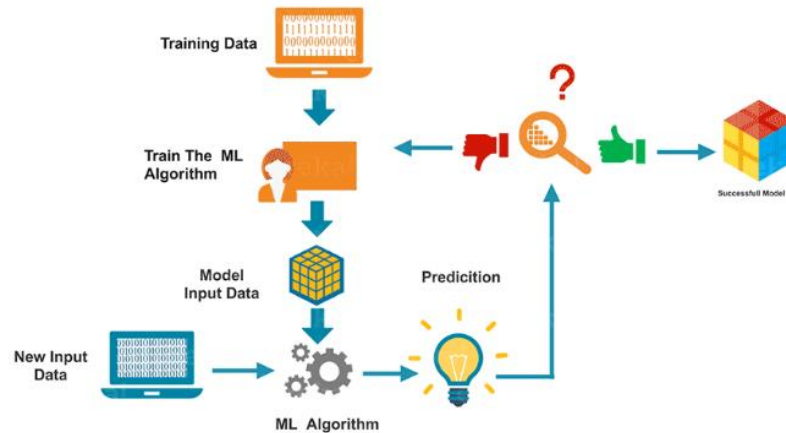 Training Data
?
Train The ML
Algorithm
Successfull Model
Model
Input Data
Predicition
New Input
Data
ML Algorithm